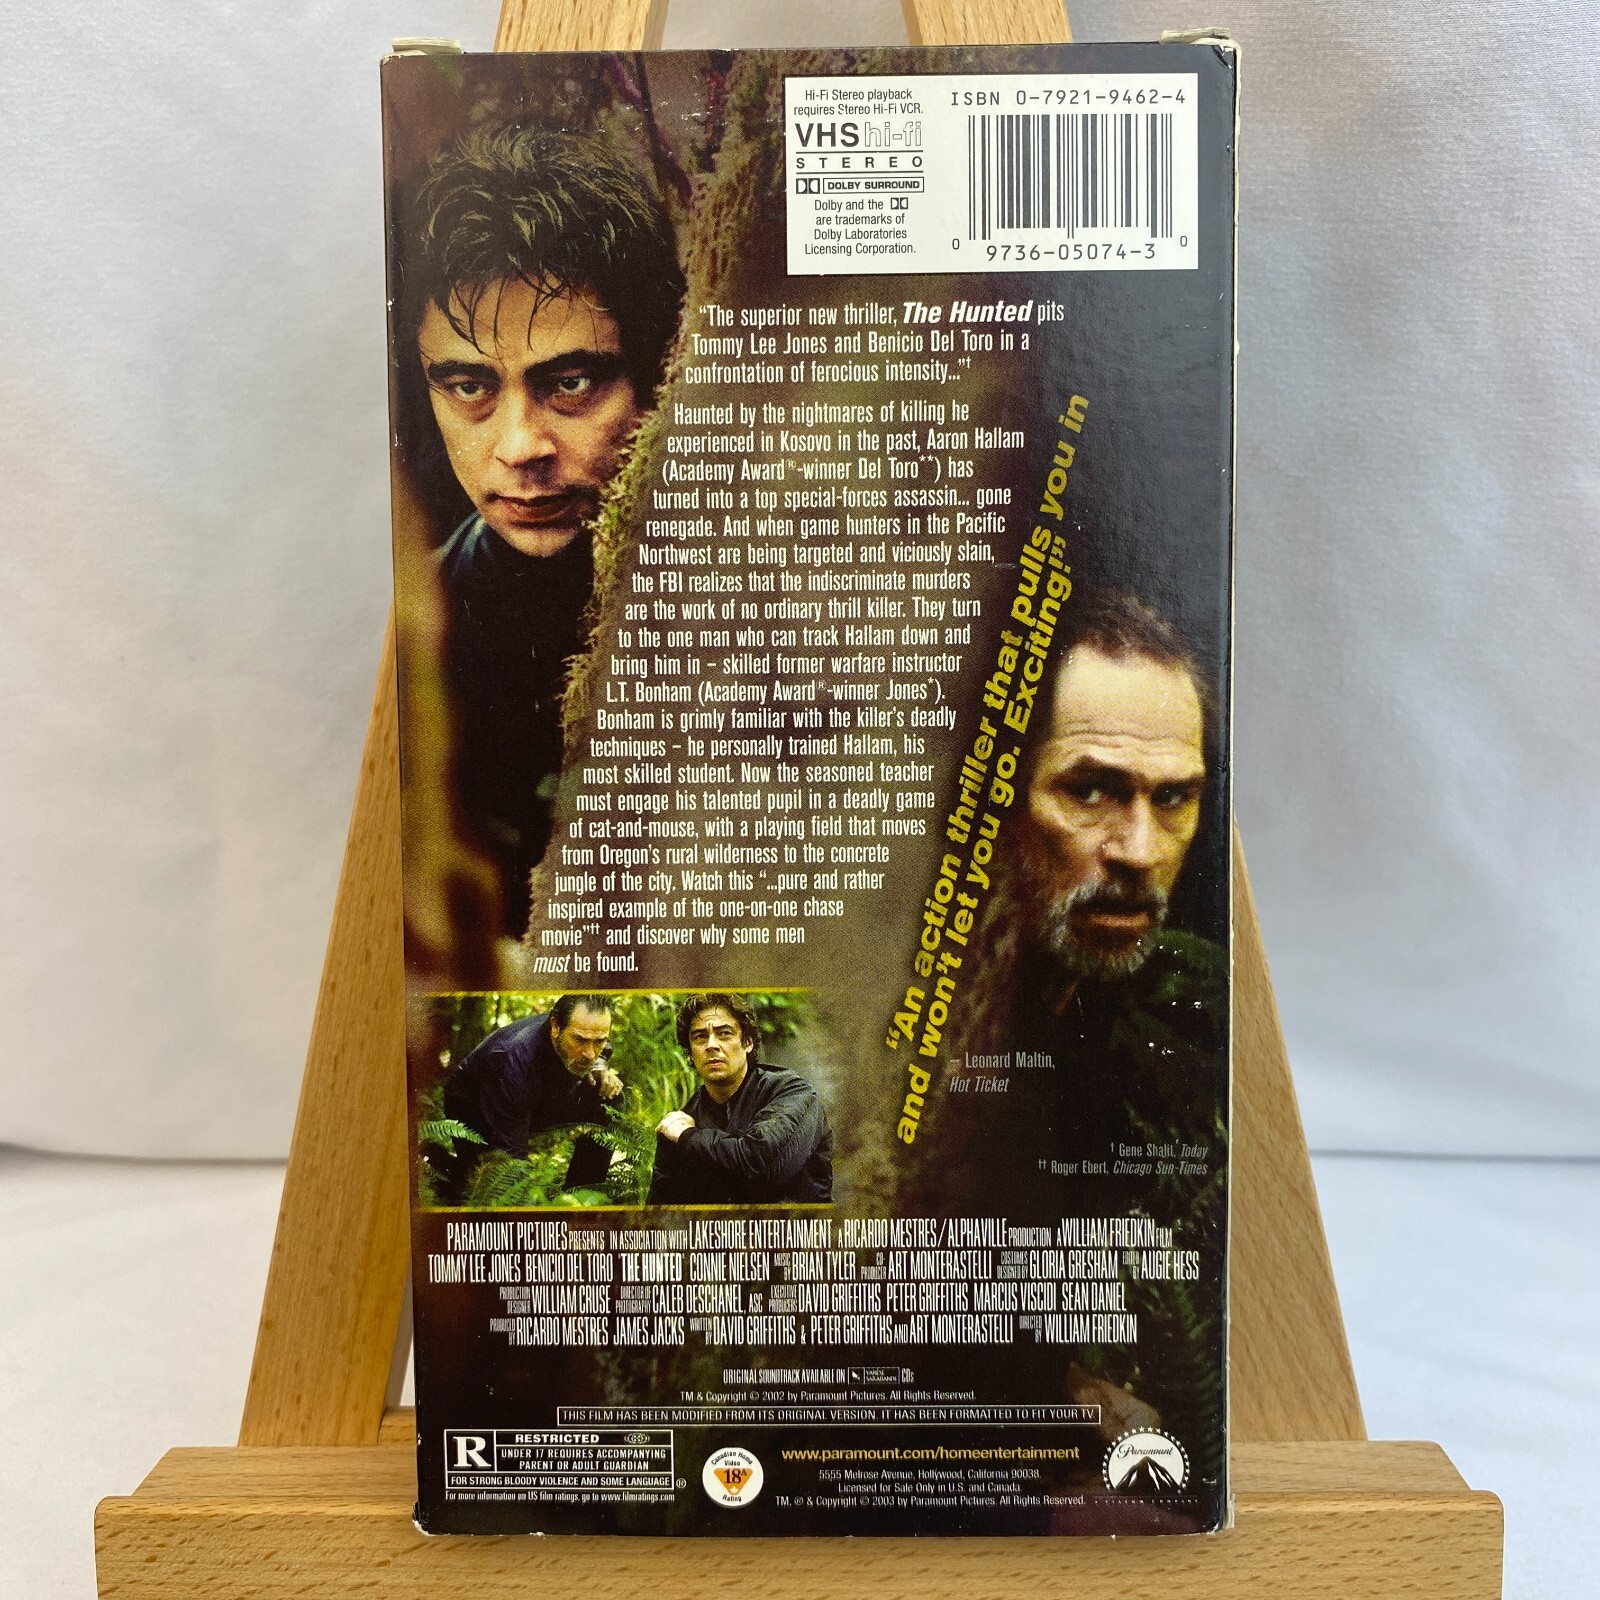 Hi-Fi Stereo playback
requires Stereo Hi-Fi VCR.
VHS hi-fi
STEREO
DOLBY SURROUND
Dolby and the
are trademarks of
Dolby Laboratories
Licensing Corporation.
ISBN 0-7921-9462-4
0 9736-05074-3 0
“The superior new thriller, The Hunted pits
Tommy Lee Jones and Benicio Del Toro in a
confrontation of ferocious intensity...”†
Haunted by the nightmares of killing he
experienced in Kosovo in the past, Aaron Hallam
(Academy Award®-winner Del Toro**) has
turned into a top special-forces assassin... gone
renegade. And when game hunters in the Pacific
Northwest are being targeted and viciously slain,
the FBI realizes that the indiscriminate murders
are the work of no ordinary thrill killer. They turn
to the one man who can track Hallam down and
bring him in – skilled former warfare instructor
L.T. Bonham (Academy Award®-winner Jones*).
Bonham is grimly familiar with the killer's deadly
techniques – he personally trained Hallam, his
most skilled student. Now the seasoned teacher
must engage his talented pupil in a deadly game
of cat-and-mouse, with a playing field that moves
from Oregon's rural wilderness to the concrete
jungle of the city. Watch this “...pure and rather
inspired example of the one-on-one chase
movie”†† and discover why some men
must be found.
“An action thriller that pulls you in
and won't let you go. Exciting!”
– Leonard Maltin,
Hot Ticket
† Gene Shalit, Today
†† Roger Ebert, Chicago Sun-Times
PARAMOUNT PICTURES PRESENTS IN ASSOCIATION WITH LAKESHORE ENTERTAINMENT A RICARDO MESTRES/ALPHAVILLE PRODUCTION A WILLIAM FRIEDKIN FILM
TOMMY LEE JONES BENICIO DEL TORO "THE HUNTED" CONNIE NIELSEN MUSIC BY BRIAN TYLER CO-PRODUCER ART MONTERASTELLI COSTUMES DESIGNED BY GLORIA GRESHAM EDITED BY AUGIE HESS
PRODUCTION DESIGNER WILLIAM CRUSE DIRECTOR OF PHOTOGRAPHY CALEB DESCHANEL, ASC EXECUTIVE PRODUCERS DAVID GRIFFITHS PETER GRIFFITHS MARCUS VISCIDI SEAN DANIEL
PRODUCED BY RICARDO MESTRES JAMES JACKS WRITTEN BY DAVID GRIFFITHS & PETER GRIFFITHS AND ART MONTERASTELLI DIRECTED BY WILLIAM FRIEDKIN
ORIGINAL SOUNDTRACK AVAILABLE ON VARÈSE SARABANDE CDs
TM & Copyright © 2002 by Paramount Pictures. All Rights Reserved.
THIS FILM HAS BEEN MODIFIED FROM ITS ORIGINAL VERSION. IT HAS BEEN FORMATTED TO FIT YOUR TV.
R RESTRICTED
UNDER 17 REQUIRES ACCOMPANYING
PARENT OR ADULT GUARDIAN
FOR STRONG BLOODY VIOLENCE AND SOME LANGUAGE ®
For more information on US film ratings, go to www.filmratings.com
Canadian Home
Video
18A
Rating
www.paramount.com/homeentertainment
5555 Melrose Avenue, Hollywood, California 90038.
Licensed for Sale Only in U.S. and Canada.
TM, ® & Copyright © 2003 by Paramount Pictures. All Rights Reserved.
Paramount
A VIACOM COMPANY